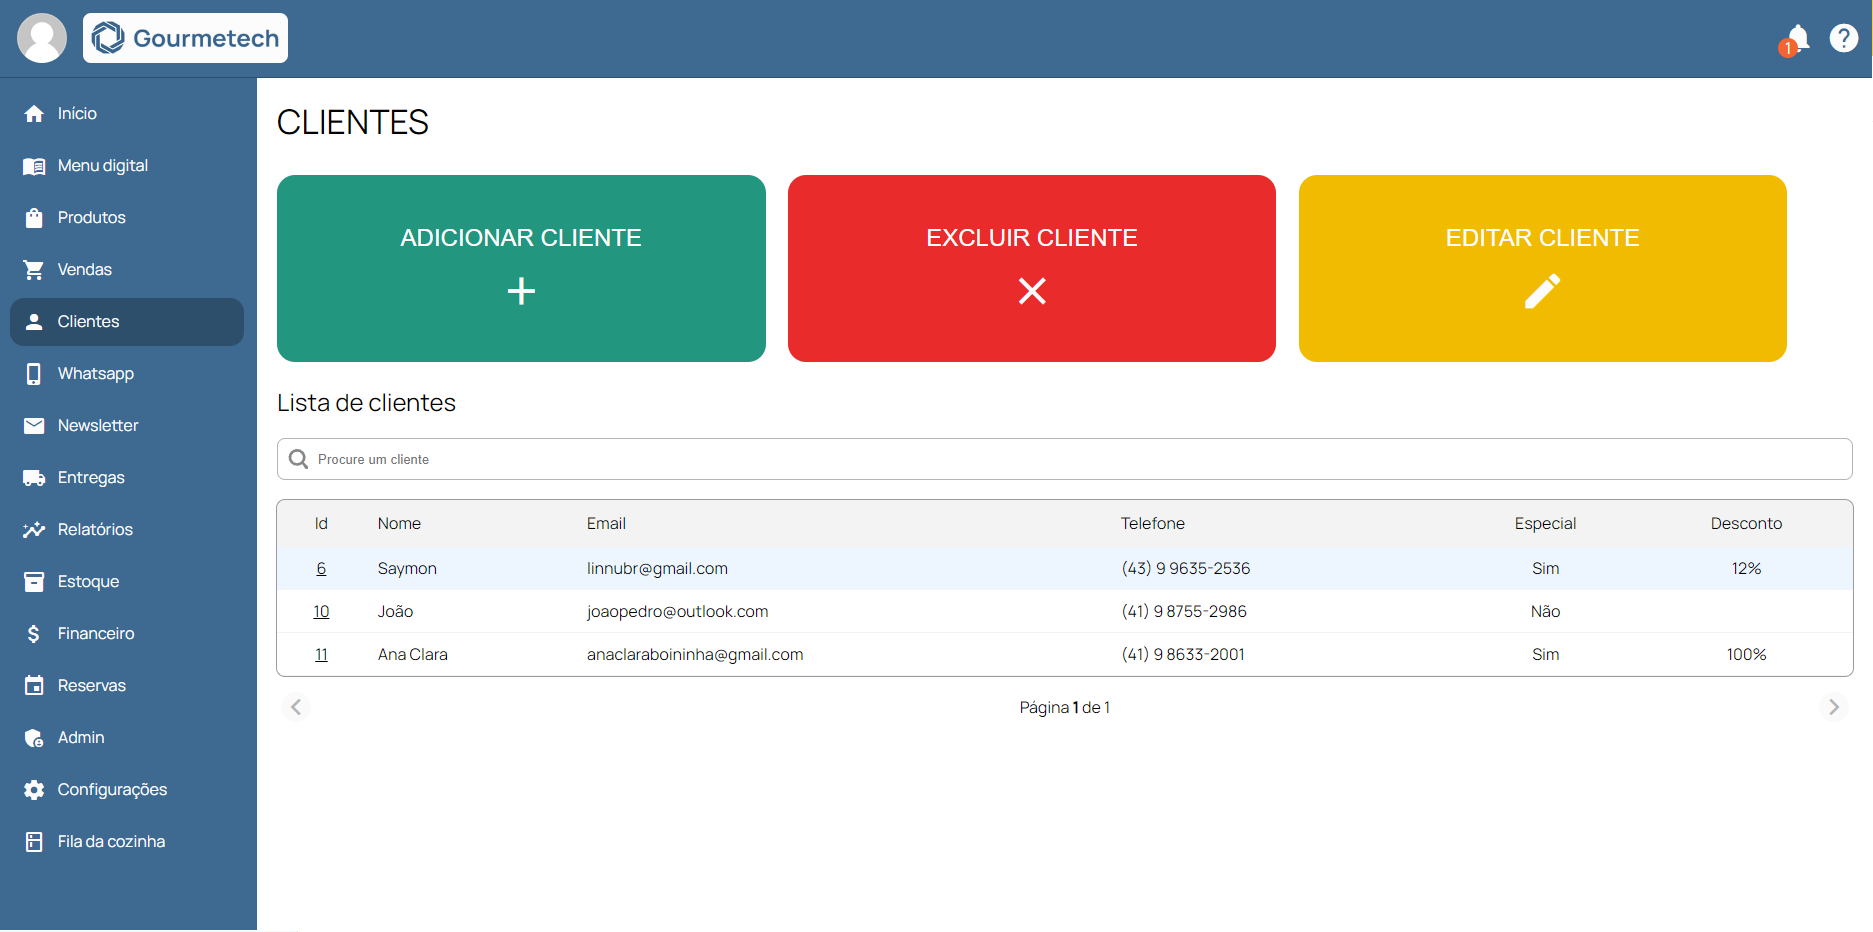 Gourmetech
1
?
Início
Menu digital
Produtos
Vendas
Clientes
Whatsapp
Newsletter
Entregas
Relatórios
Estoque
Financeiro
Reservas
Admin
Configurações
Fila da cozinha
CLIENTES
ADICIONAR CLIENTE
EXCLUIR CLIENTE
EDITAR CLIENTE
Lista de clientes
Procure um cliente
Id Nome Email Telefone Especial Desconto
6 Saymon linnubr@gmail.com (43) 9 9635-2536 Sim 12%
10 João joaopedro@outlook.com (41) 9 8755-2986 Não
11 Ana Clara anaclaraboininha@gmail.com (41) 9 8633-2001 Sim 100%
Página 1 de 1